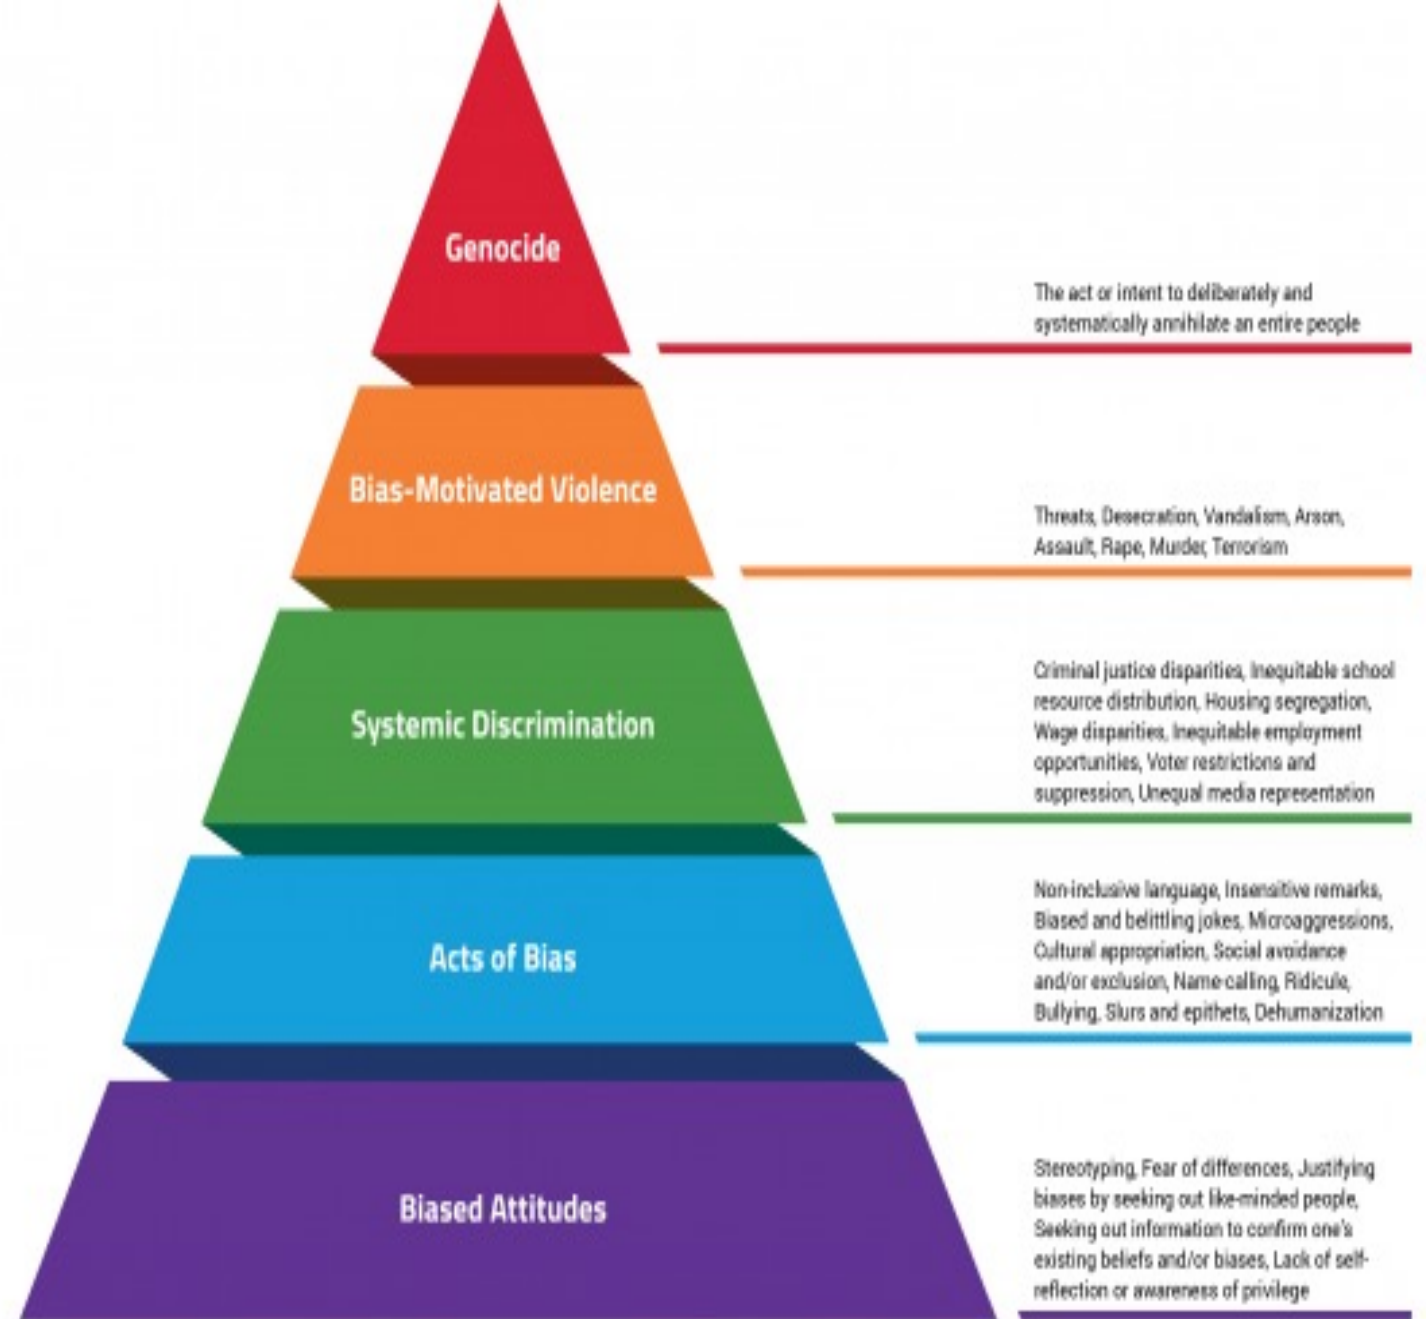 Genocide
The act or intent to deliberately and
systematically annihilate an entire people
Bias-Motivated Violence
Threats, Desecration, Vandalism, Arson,
Assault, Rape, Murder, Terrorism
Systemic Discrimination
Criminal justice disparities, Inequitable school
resource distribution, Housing segregation,
Wage disparities, Inequitable employment
opportunities, Voter restrictions and
suppression, Unequal media representation
Acts of Bias
Non-inclusive language, Insensitive remarks,
Biased and belittling jokes, Microaggressions,
Cultural appropriation, Social avoidance
and/or exclusion, Name-calling, Ridicule,
Bullying, Slurs and epithets, Dehumanization
Biased Attitudes
Stereotyping, Fear of differences, Justifying
biases by seeking out like-minded people,
Seeking out information to confirm one's
existing beliefs and/or biases, Lack of self-
reflection or awareness of privilege